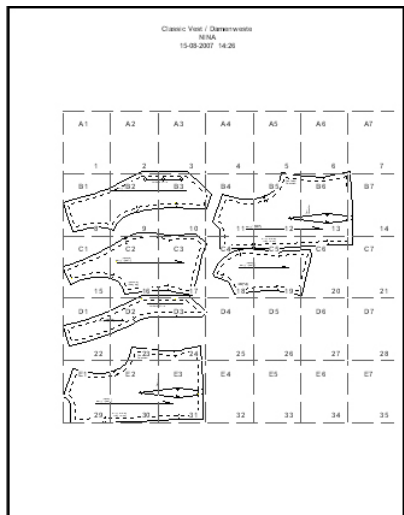 Classic Vest / Damenweste
NINA
15-08-2007 14:26
A1 A2 A3 A4 A5 A6 A7
1 2 3 4 5 6 7
B1 B2 B3 B4 B5 B6 B7
8 9 10 11 12 13 14
C1 C2 C3 C4 C5 C6 C7
15 16 17 18 19 20 21
D1 D2 D3 D4 D5 D6 D7
22 23 24 25 26 27 28
E1 E2 E3 E4 E5 E6 E7
29 30 31 32 33 34 35